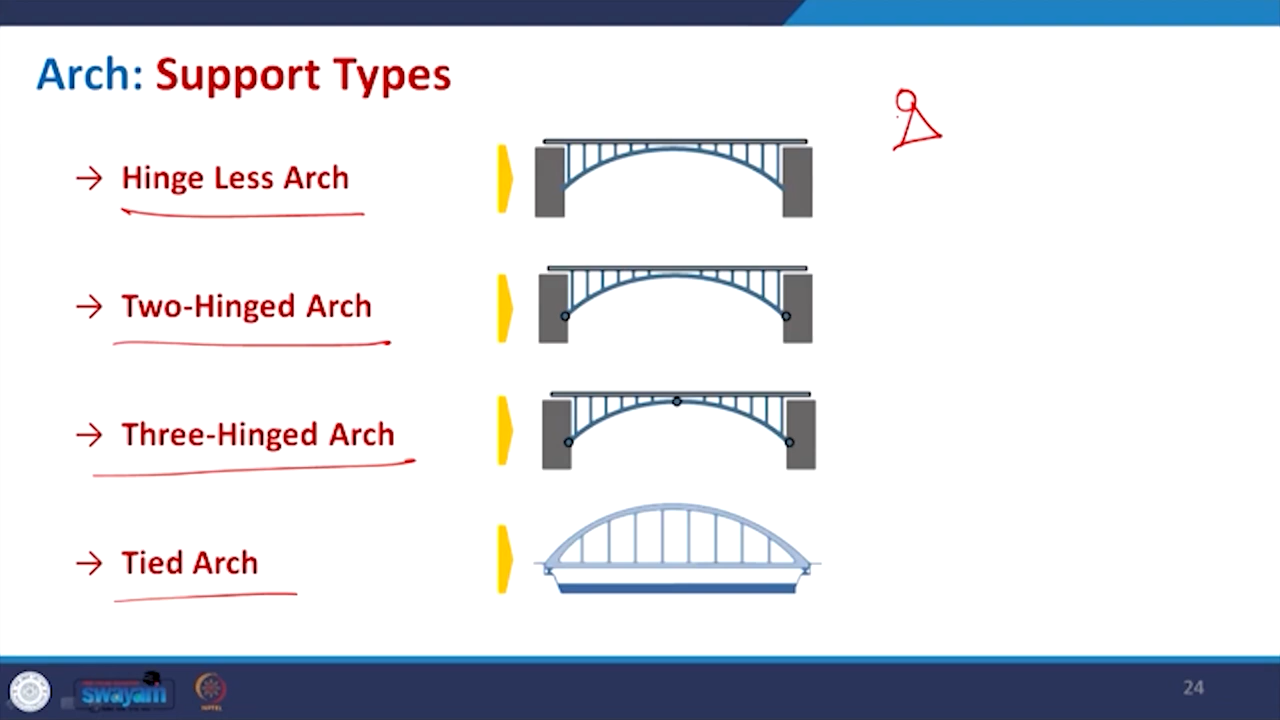 Arch: Support Types
→ Hinge Less Arch
→ Two-Hinged Arch
→ Three-Hinged Arch
→ Tied Arch
swayam
24